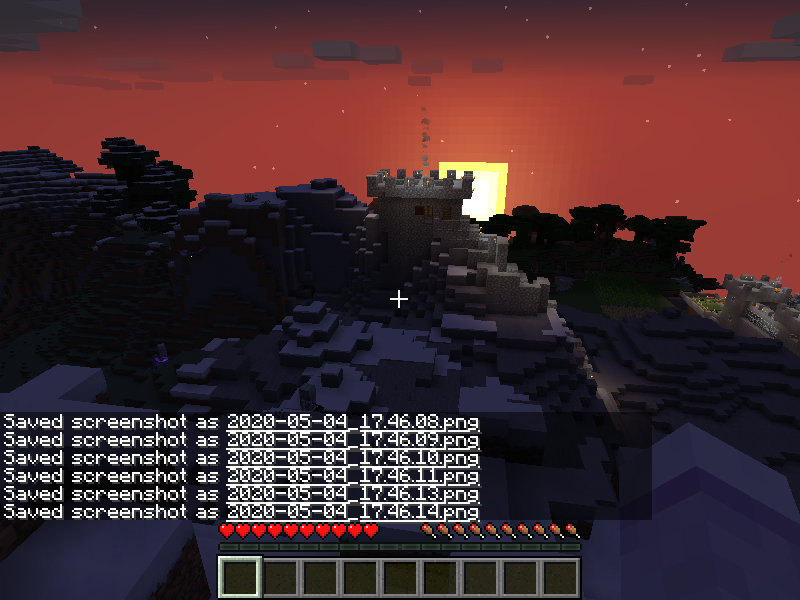 Saved screenshot as 2020-05-04_17.46.08.png
Saved screenshot as 2020-05-04_17.46.09.png
Saved screenshot as 2020-05-04_17.46.10.png
Saved screenshot as 2020-05-04_17.46.11.png
Saved screenshot as 2020-05-04_17.46.13.png
Saved screenshot as 2020-05-04_17.46.14.png